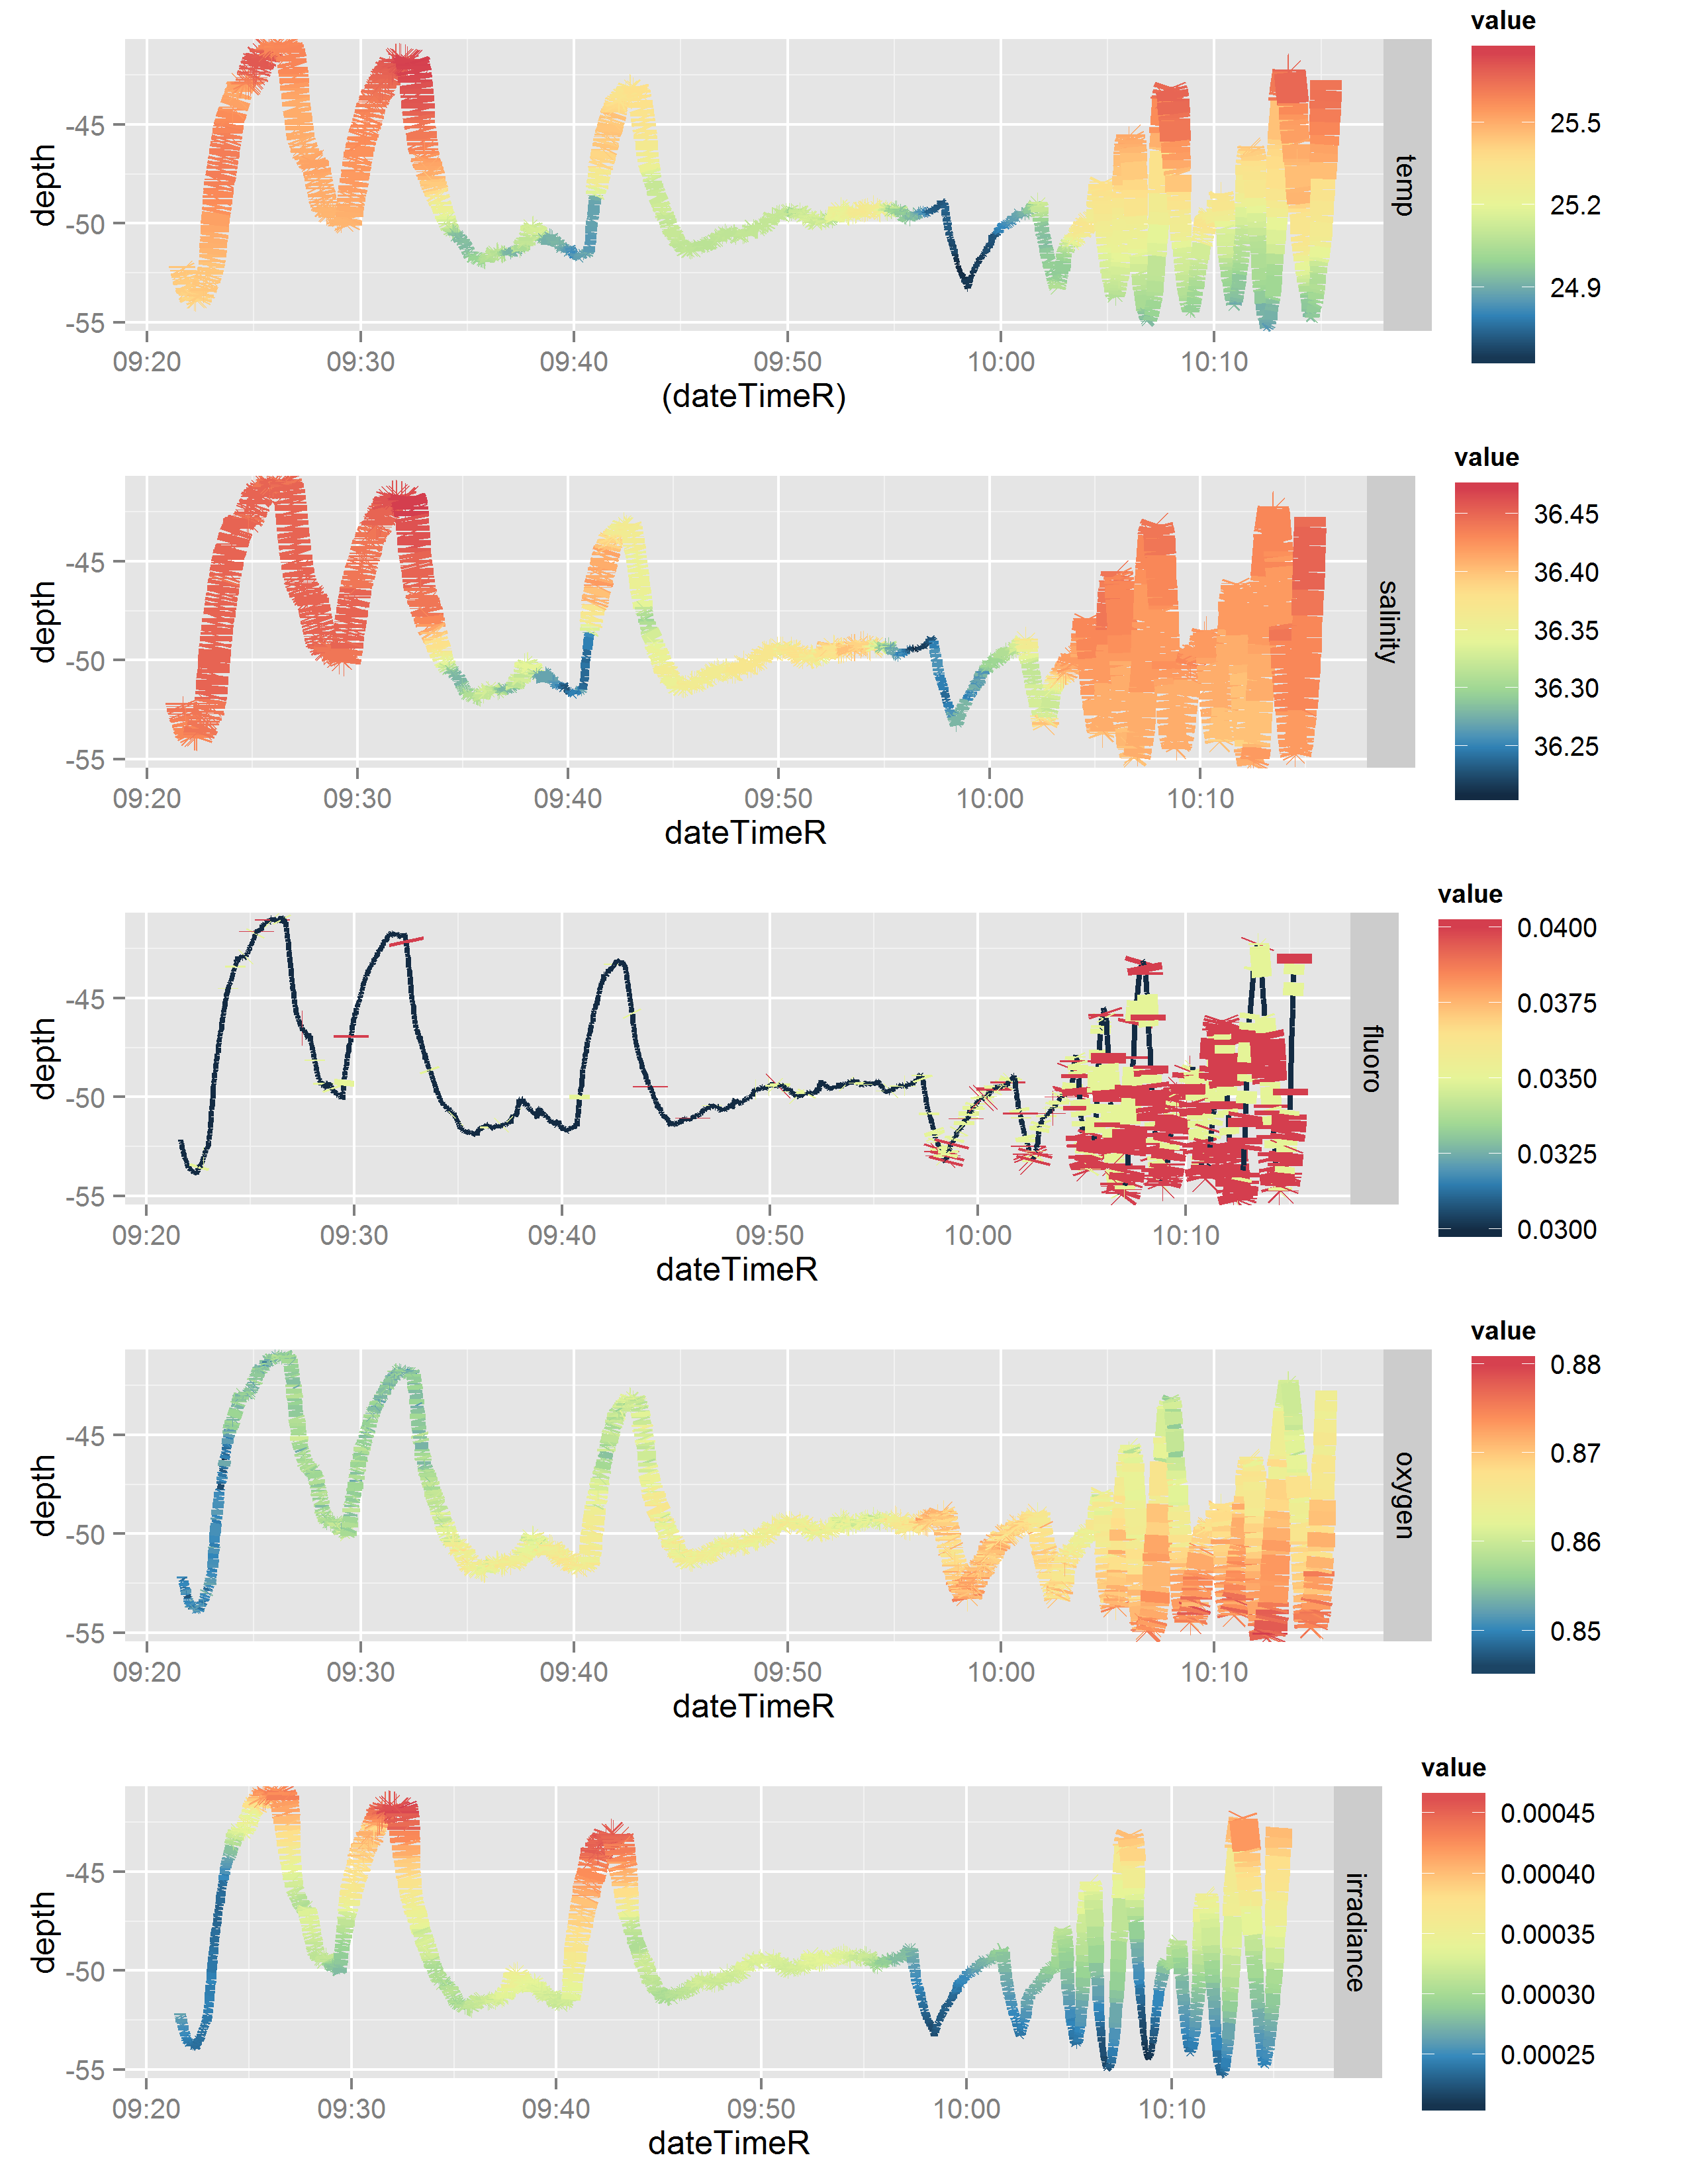 value
depth
-45
-50
-55
temp
25.5
25.2
24.9
09:20 09:30 09:40 09:50 10:00 10:10
(dateTimeR)
value
depth
-45
-50
-55
salinity
36.45
36.40
36.35
36.30
36.25
09:20 09:30 09:40 09:50 10:00 10:10
dateTimeR
value
depth
-45
-50
-55
fluoro
0.0400
0.0375
0.0350
0.0325
0.0300
09:20 09:30 09:40 09:50 10:00 10:10
dateTimeR
value
depth
-45
-50
-55
oxygen
0.88
0.87
0.86
0.85
09:20 09:30 09:40 09:50 10:00 10:10
dateTimeR
value
depth
-45
-50
-55
irradiance
0.00045
0.00040
0.00035
0.00030
0.00025
09:20 09:30 09:40 09:50 10:00 10:10
dateTimeR